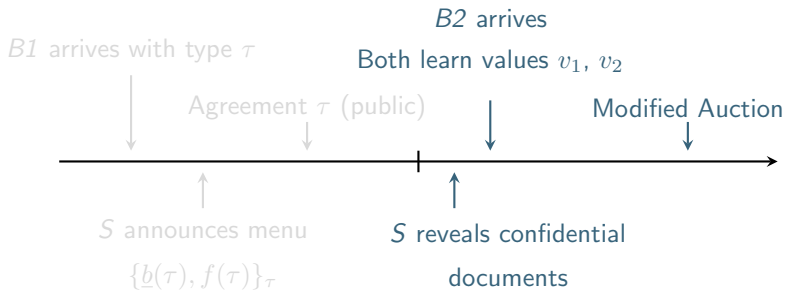 B2 arrives
B1 arrives with type τ
Both learn values v₁, v₂
Agreement τ (public)
Modified Auction
S announces menu
{b̲(τ), f(τ)}_τ
S reveals confidential
documents